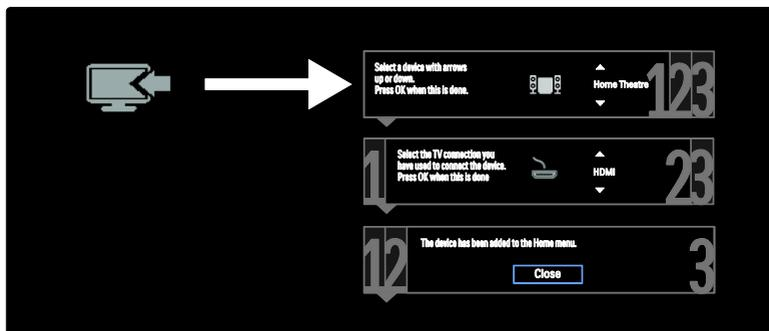 Select a device with arrows
up or down.
Press OK when this is done.
Home Theatre
123
1
Select the TV connection you
have used to connect the device.
Press OK when this is done
HDMI
23
12
The device has been added to the Home menu.
Close
3